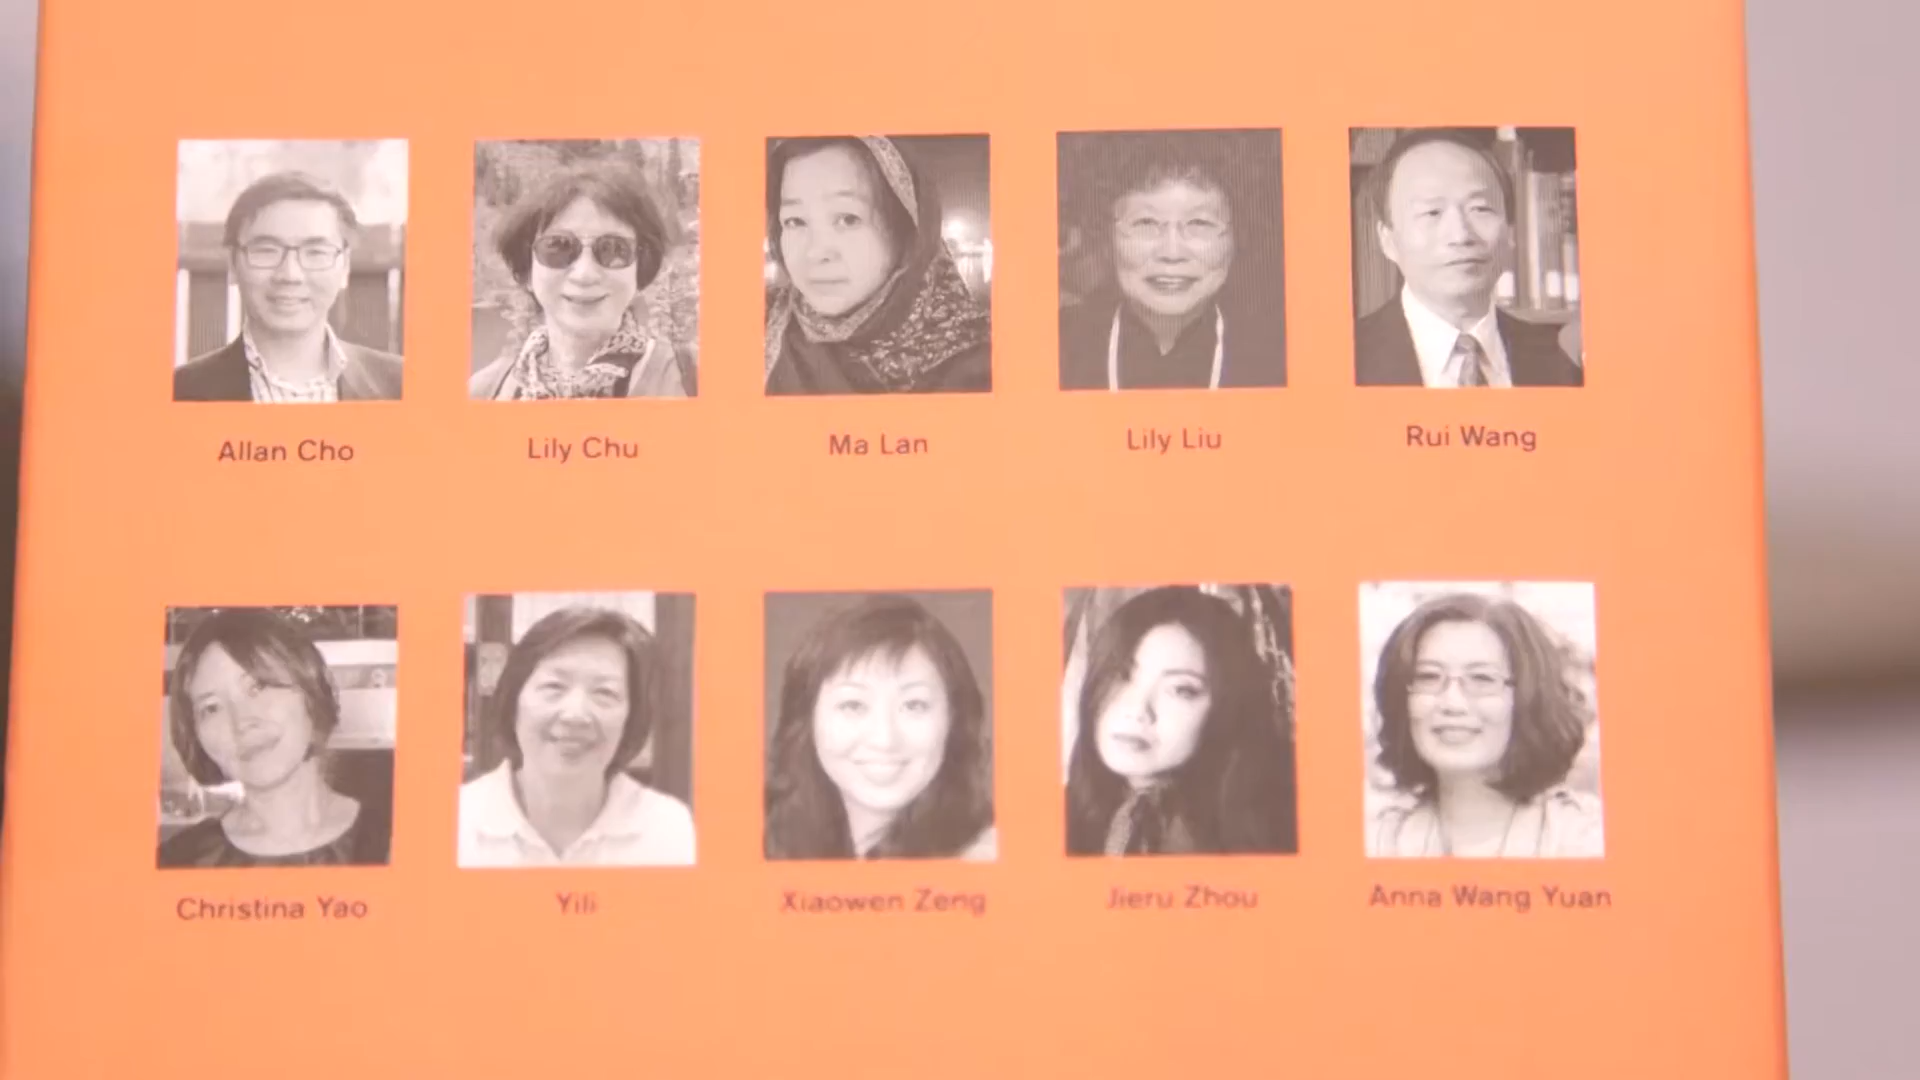 Allan Cho
Lily Chu
Ma Lan
Lily Liu
Rui Wang
Christina Yao
Yili
Xiaowen Zeng
Jieru Zhou
Anna Wang Yuan